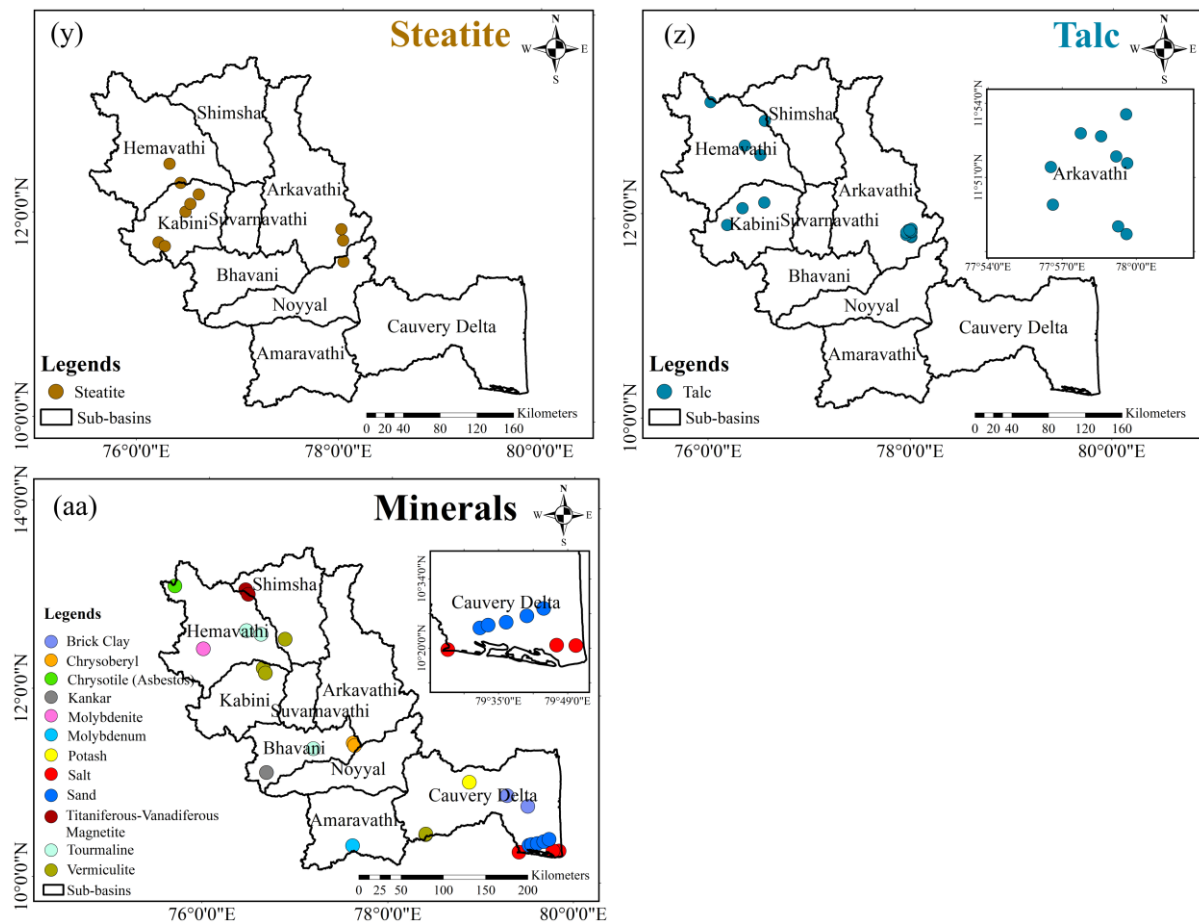 (y)
Steatite
N
W
E
S
Shimsha
Hemavathi
Arkavathi
Kabini
Suvarnavathi
Bhavani
Noyyal
Cauvery Delta
Amaravathi
Legends
Steatite
Sub-basins
Kilometers
0 20 40 80 120 160
12°0'0"N
10°0'0"N
76°0'0"E
78°0'0"E
80°0'0"E
(z)
Talc
N
W
E
S
Shimsha
Hemavathi
Arkavathi
Kabini
Suvarnavathi
Bhavani
Noyyal
Cauvery Delta
Amaravathi
Arkavathi
11°54'0"N
11°51'0"N
77°54'0"E
77°57'0"E
78°0'0"E
Legends
Talc
Sub-basins
Kilometers
0 20 40 80 120 160
12°0'0"N
10°0'0"N
76°0'0"E
78°0'0"E
80°0'0"E
(aa)
Minerals
N
W
E
S
Shimsha
Hemavathi
Arkavathi
Kabini
Suvarnavathi
Bhavani
Noyyal
Cauvery Delta
Amaravathi
Cauvery Delta
10°34'0"N
10°20'0"N
79°35'0"E
79°49'0"E
Legends
Brick Clay
Chrysoberyl
Chrysotile (Asbestos)
Kankar
Molybdenite
Molybdenum
Potash
Salt
Sand
Titaniferous-Vanadiferous
Magnetite
Tourmaline
Vermiculite
Sub-basins
Kilometers
0 25 50 100 150 200
14°0'0"N
12°0'0"N
10°0'0"N
76°0'0"E
78°0'0"E
80°0'0"E